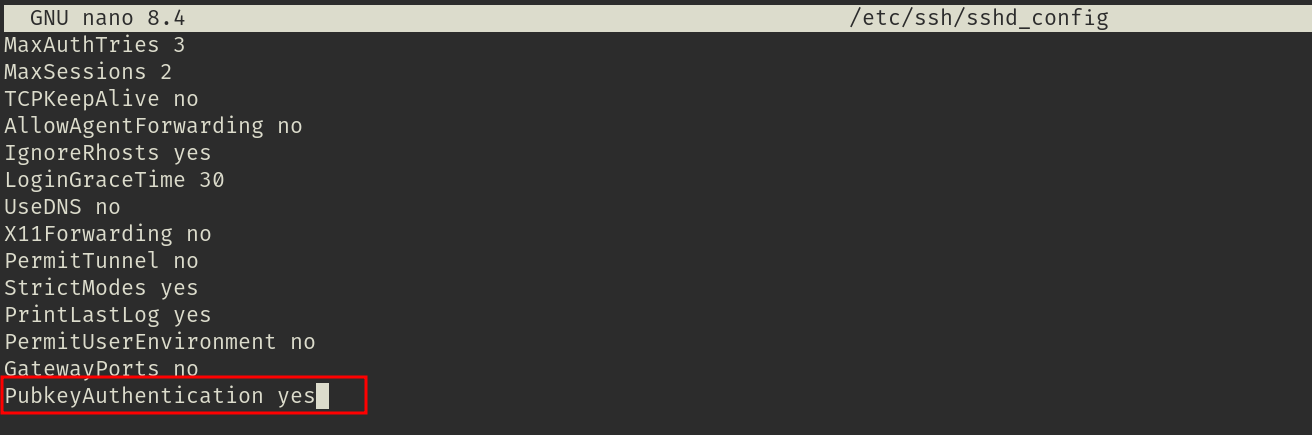 GNU nano 8.4 /etc/ssh/sshd_config
MaxAuthTries 3
MaxSessions 2
TCPKeepAlive no
AllowAgentForwarding no
IgnoreRhosts yes
LoginGraceTime 30
UseDNS no
X11Forwarding no
PermitTunnel no
StrictModes yes
PrintLastLog yes
PermitUserEnvironment no
GatewayPorts no
PubkeyAuthentication yes